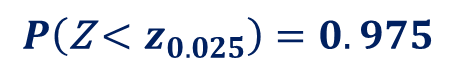 P(Z< z₀.₀₂₅) = 0.975